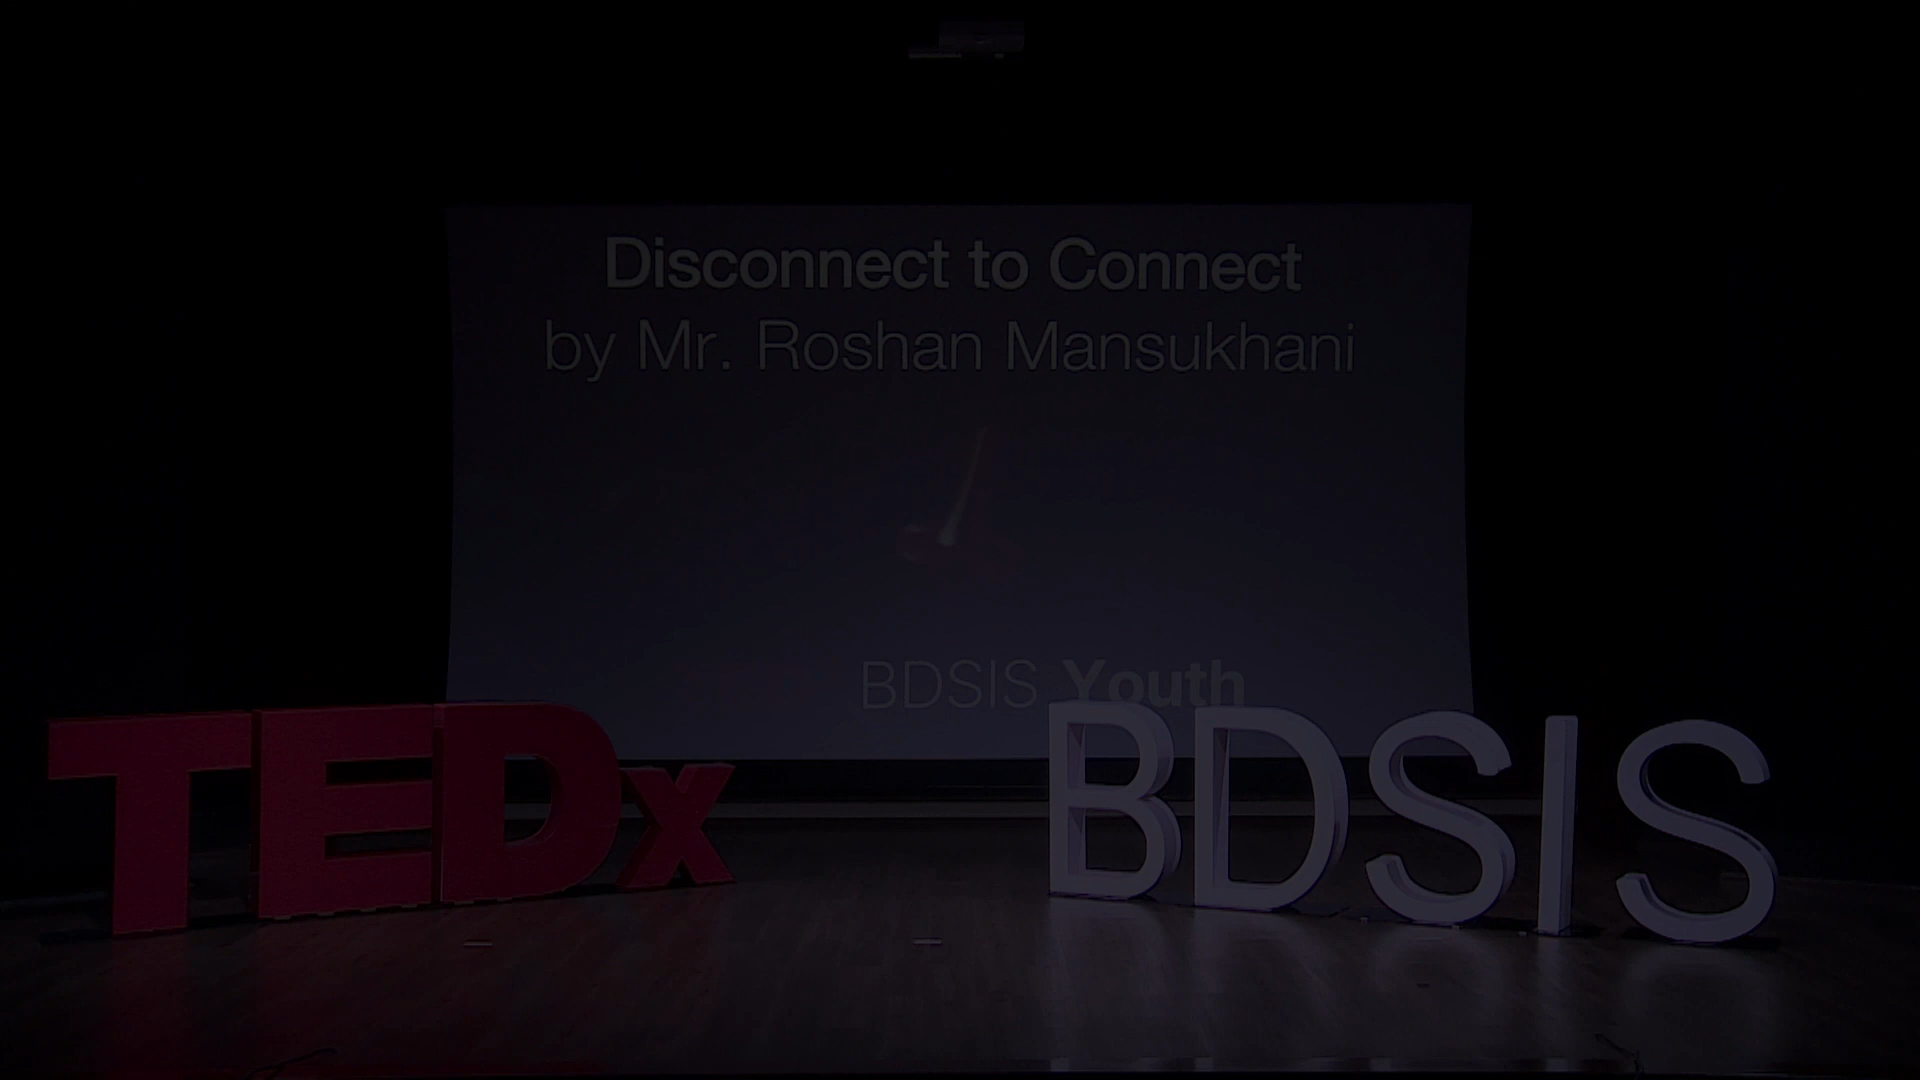 Disconnect to Connect
by Mr. Roshan Mansukhani
BDSIS Youth
TEDx
BDSIS